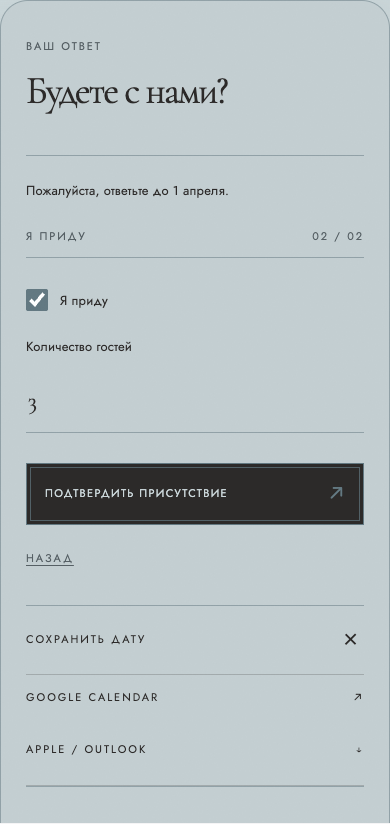 ВАШ ОТВЕТ
Будете с нами?
Пожалуйста, ответьте до 1 апреля.
Я ПРИДУ 02 / 02
Я приду
Количество гостей
3
ПОДТВЕРДИТЬ ПРИСУТСТВИЕ
НАЗАД
СОХРАНИТЬ ДАТУ
GOOGLE CALENDAR
APPLE / OUTLOOK